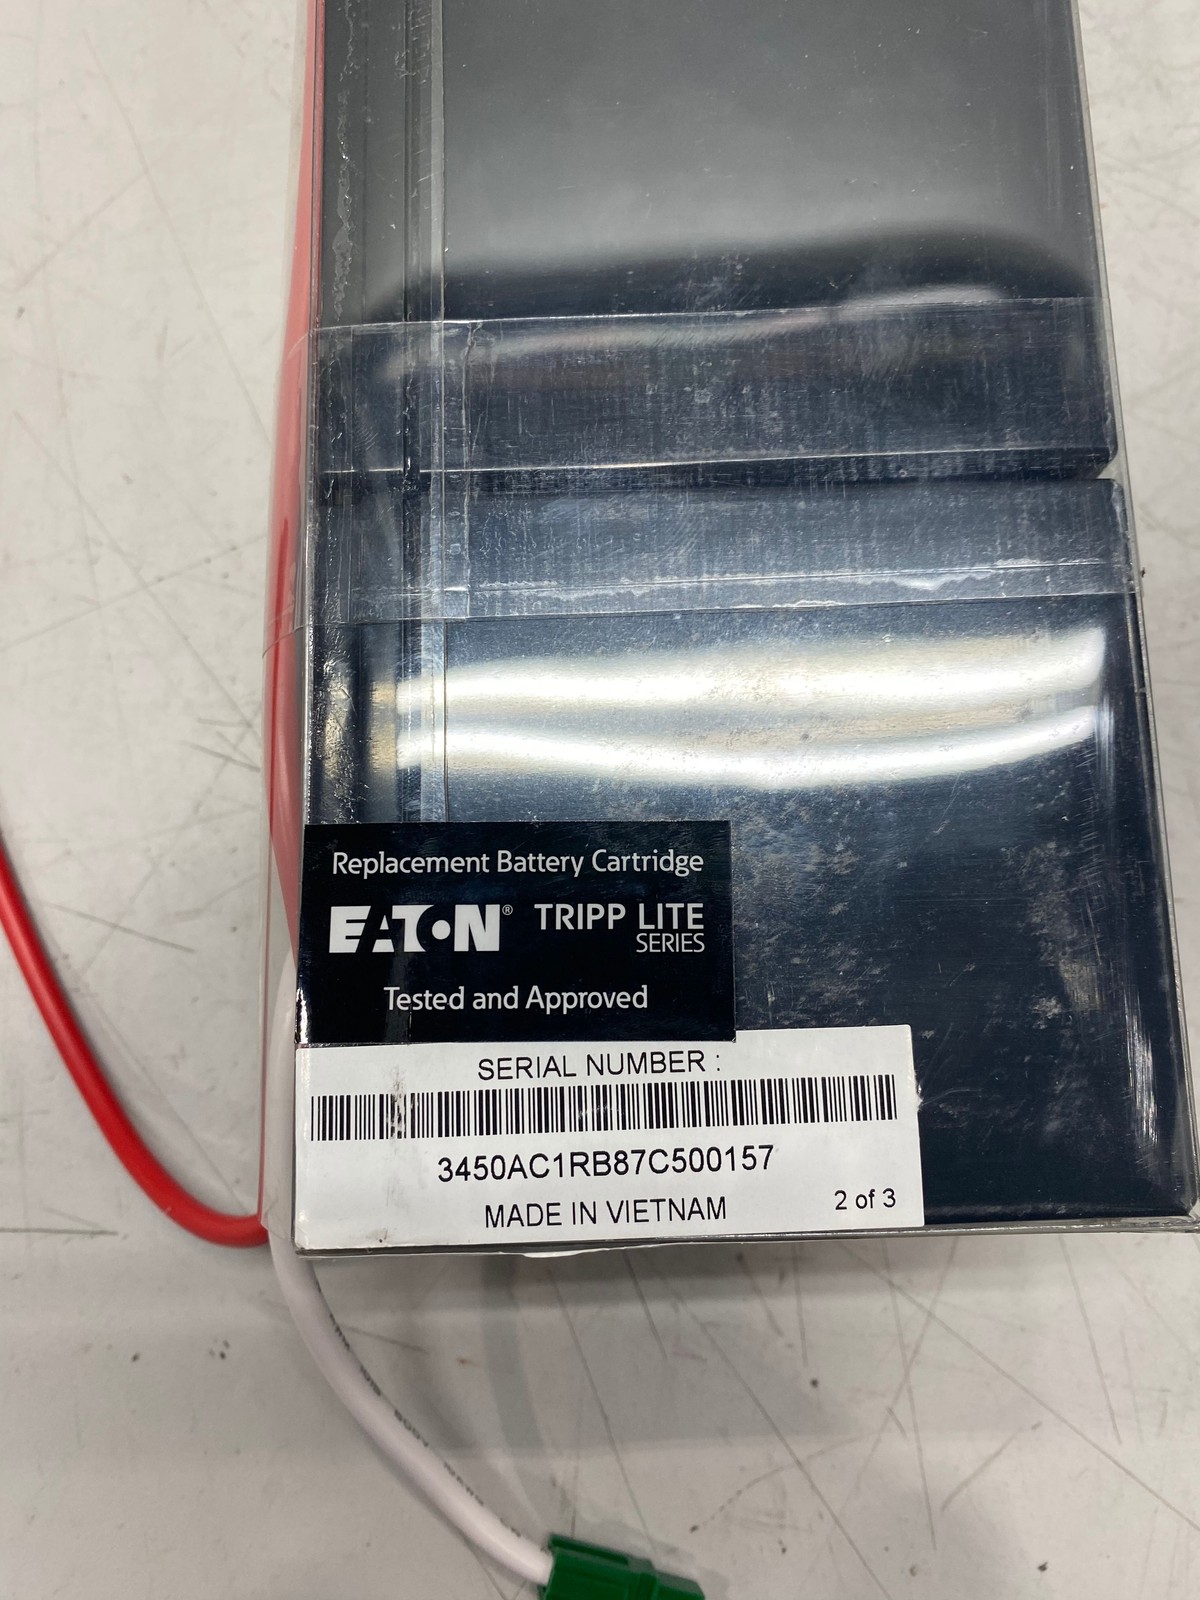 Replacement Battery Cartridge
EATON® TRIPP LITE
SERIES
Tested and Approved
SERIAL NUMBER :
3450AC1RB87C500157
MADE IN VIETNAM
2 of 3